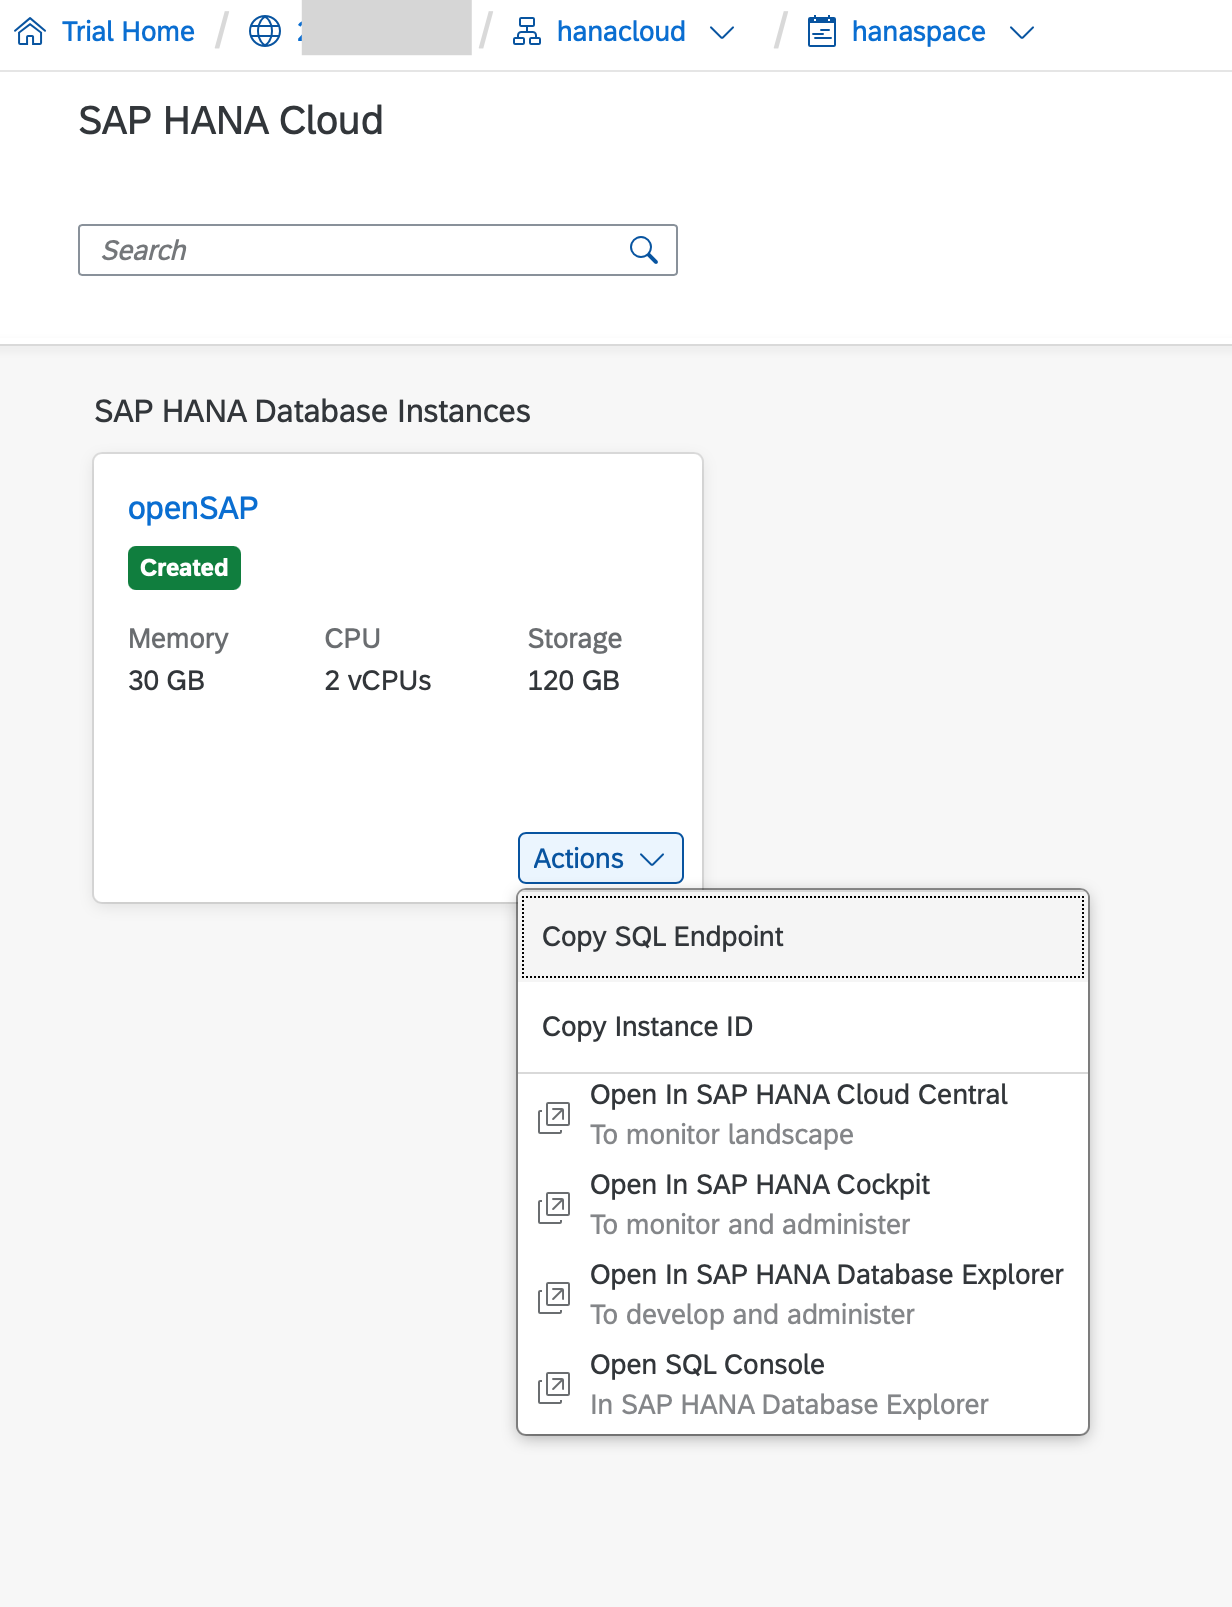 Trial Home / hanacloud / hanaspace
SAP HANA Cloud
Search
SAP HANA Database Instances
openSAP
Created
Memory CPU Storage
30 GB 2 vCPUs 120 GB
Actions
Copy SQL Endpoint
Copy Instance ID
Open In SAP HANA Cloud Central
To monitor landscape
Open In SAP HANA Cockpit
To monitor and administer
Open In SAP HANA Database Explorer
To develop and administer
Open SQL Console
In SAP HANA Database Explorer